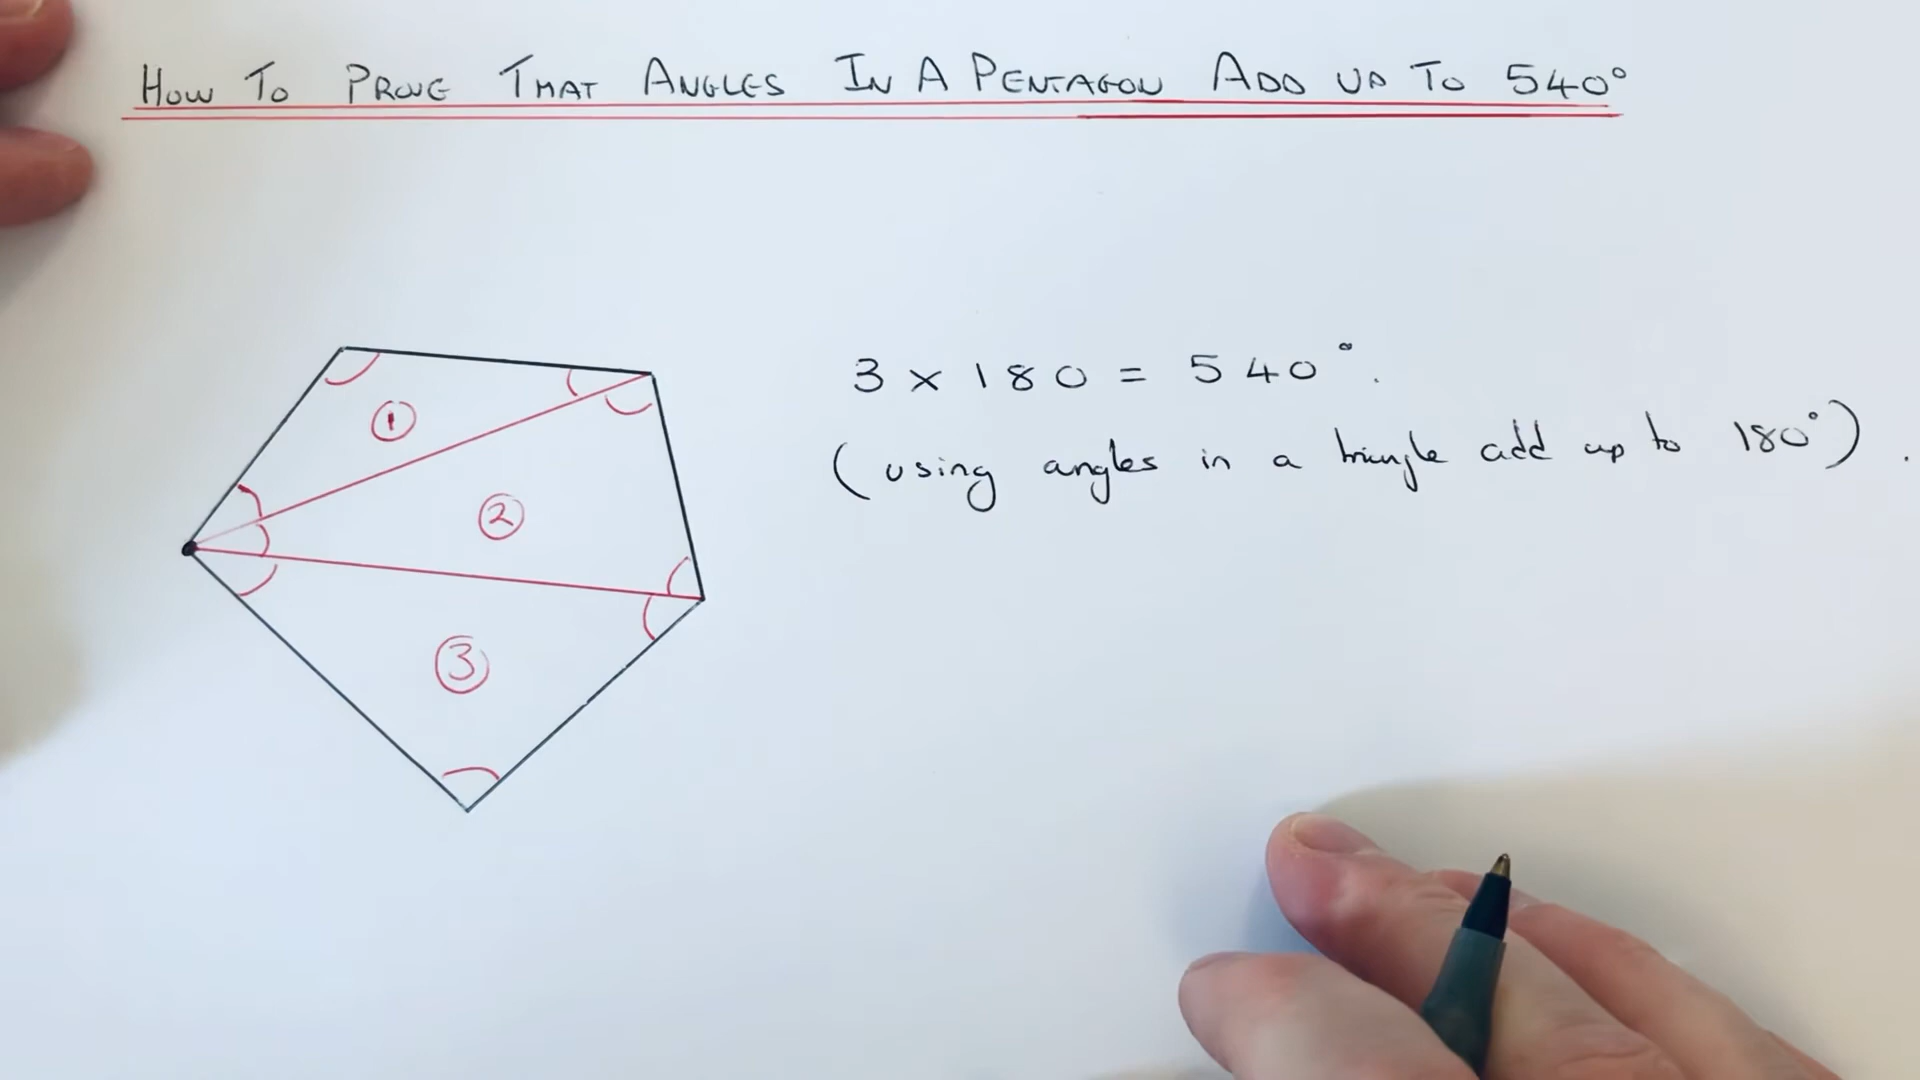 HOW TO PROVE THAT ANGLES IN A PENTAGON ADD UP TO 540°
3 × 180 = 540°.
(using angles in a triangle add up to 180°).
1
2
3